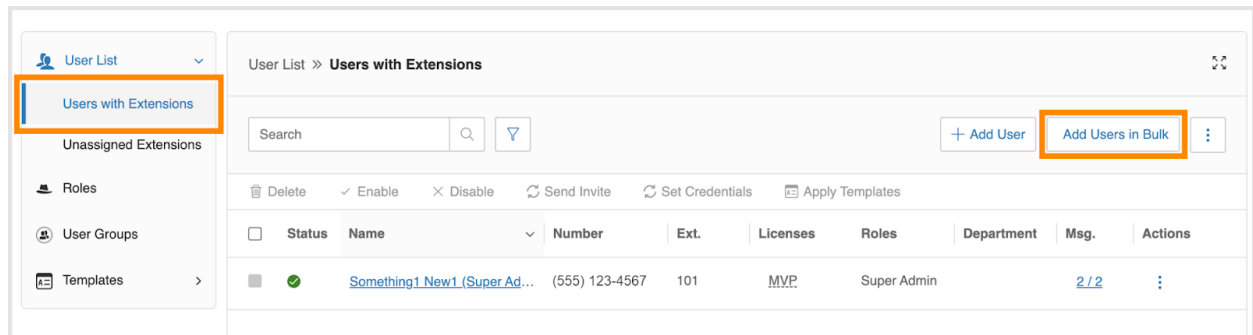 User List
User List » Users with Extensions
Users with Extensions
Search
+ Add User
Add Users in Bulk
Unassigned Extensions
Roles
Delete
Enable
Disable
Send Invite
Set Credentials
Apply Templates
User Groups
Status Name Number Ext. Licenses Roles Department Msg. Actions
Templates
Something1 New1 (Super Ad... (555) 123-4567 101 MVP Super Admin 2 / 2